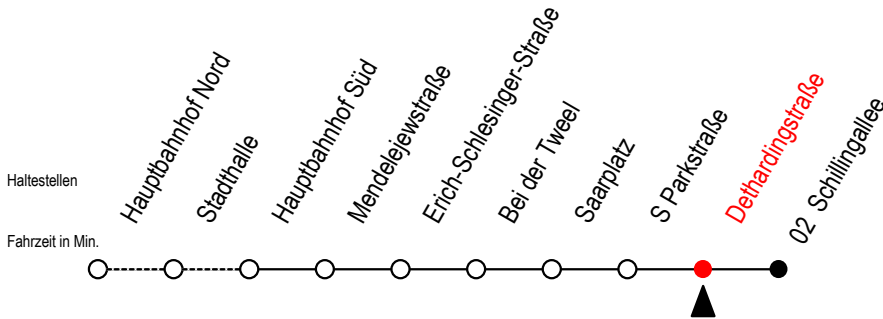 Haltestellen
Hauptbahnhof Nord
Stadthalle
Hauptbahnhof Süd
Mendelejewstraße
Erich-Schlesinger-Straße
Bei der Tweel
Saarplatz
S Parkstraße
Dethardingstraße
02 Schillingallee
Fahrzeit in Min.